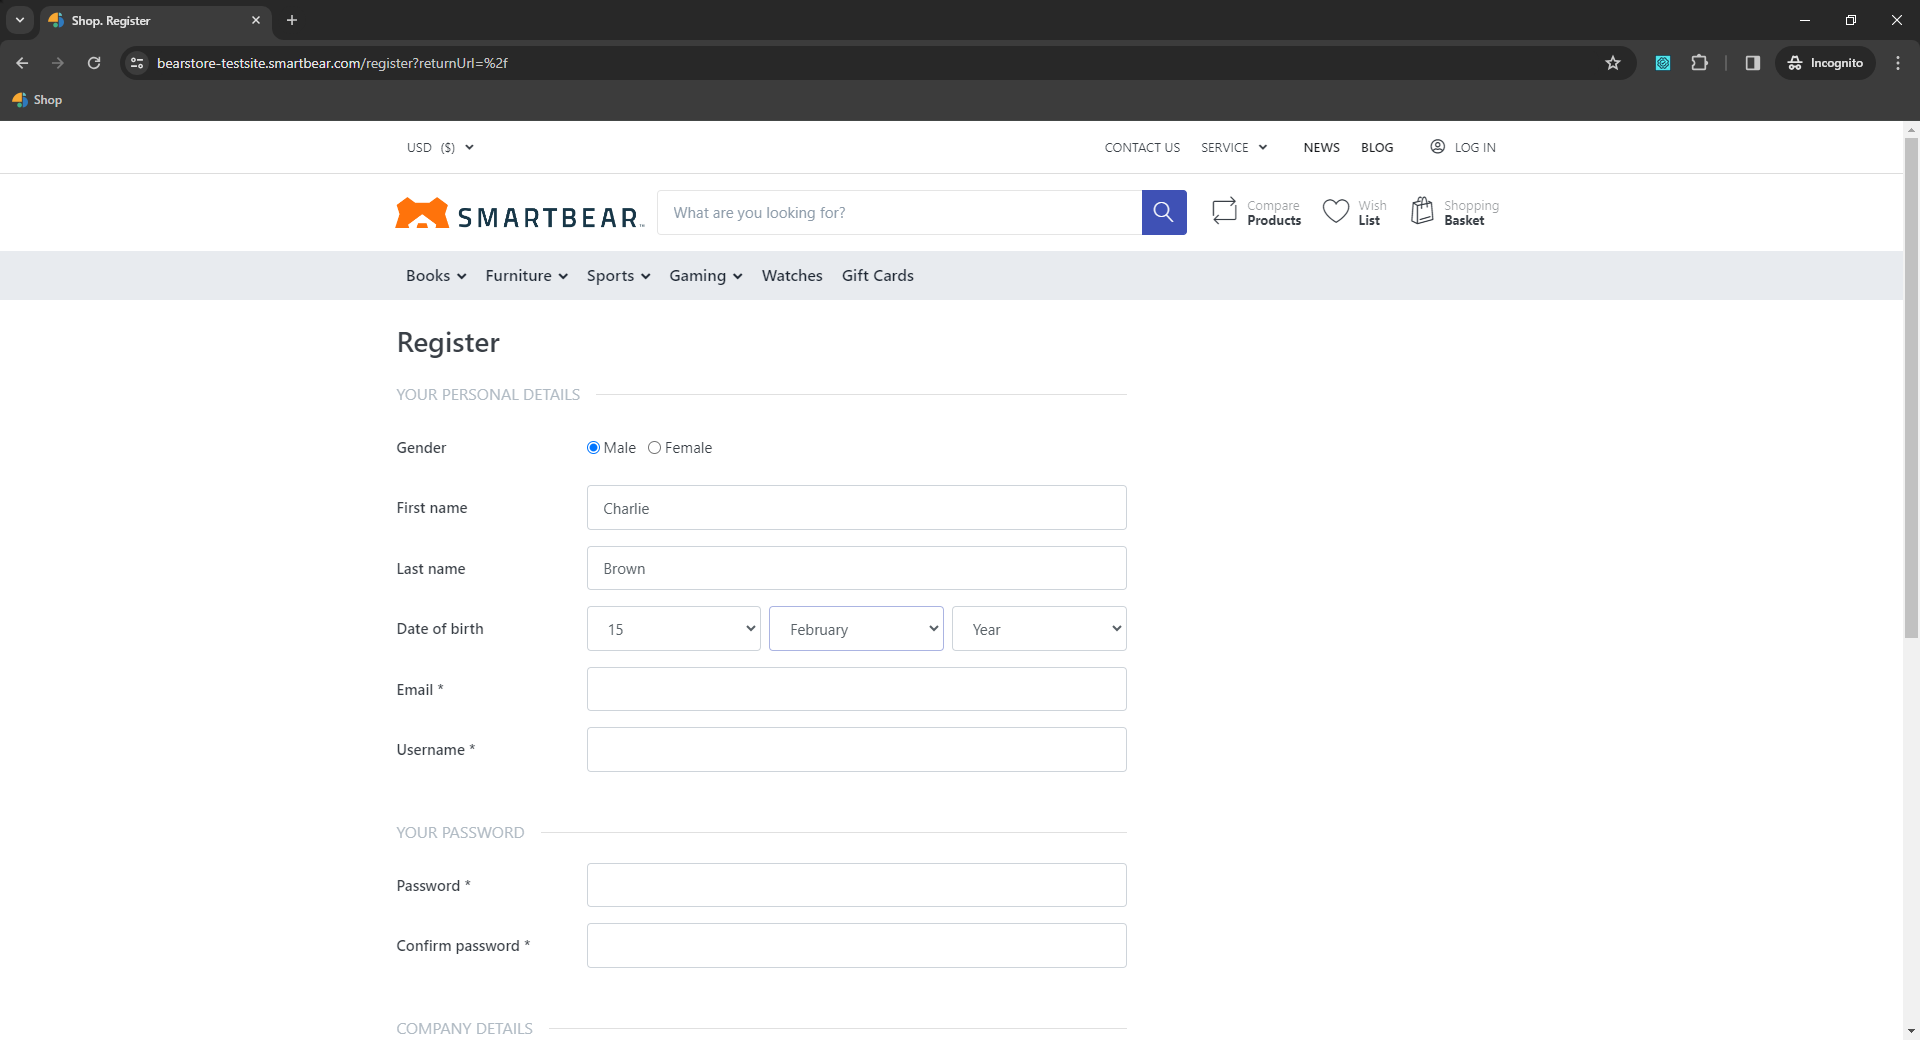 Shop. Register
bearstore-testsite.smartbear.com/register?returnUrl=%2f
Incognito
Shop
USD ($)
CONTACT US SERVICE NEWS BLOG LOG IN
SMARTBEAR
What are you looking for?
Compare Products
Wish List
Shopping Basket
Books Furniture Sports Gaming Watches Gift Cards
Register
YOUR PERSONAL DETAILS
Gender Male Female
First name Charlie
Last name Brown
Date of birth 15 February Year
Email *
Username *
YOUR PASSWORD
Password *
Confirm password *
COMPANY DETAILS